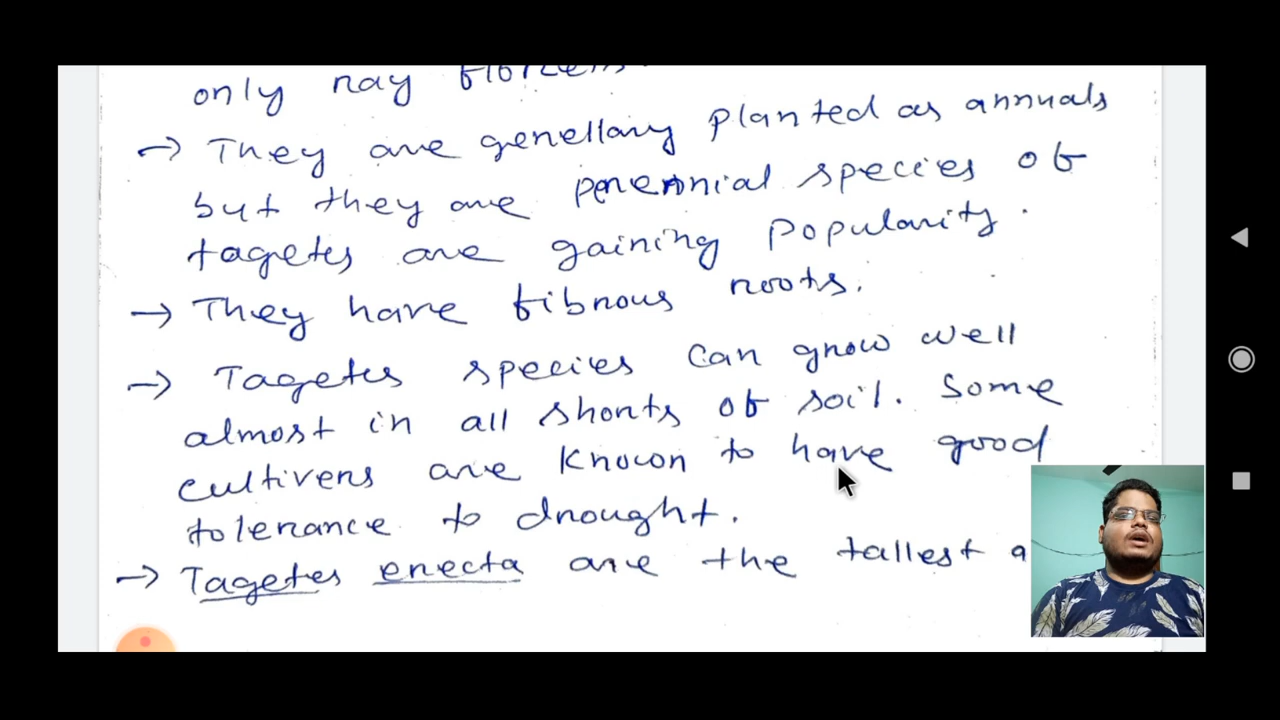 only ray florets.
→ They are genellary planted as annuals
but they are perennial species of
tagetes are gaining popularity.
→ They have fibrous roots.
→ Tagetes species can grow well
almost in all shorts of soil. Some
cultivers are known to have good
tolerance to drought.
→ Tagetes erecta are the tallest a